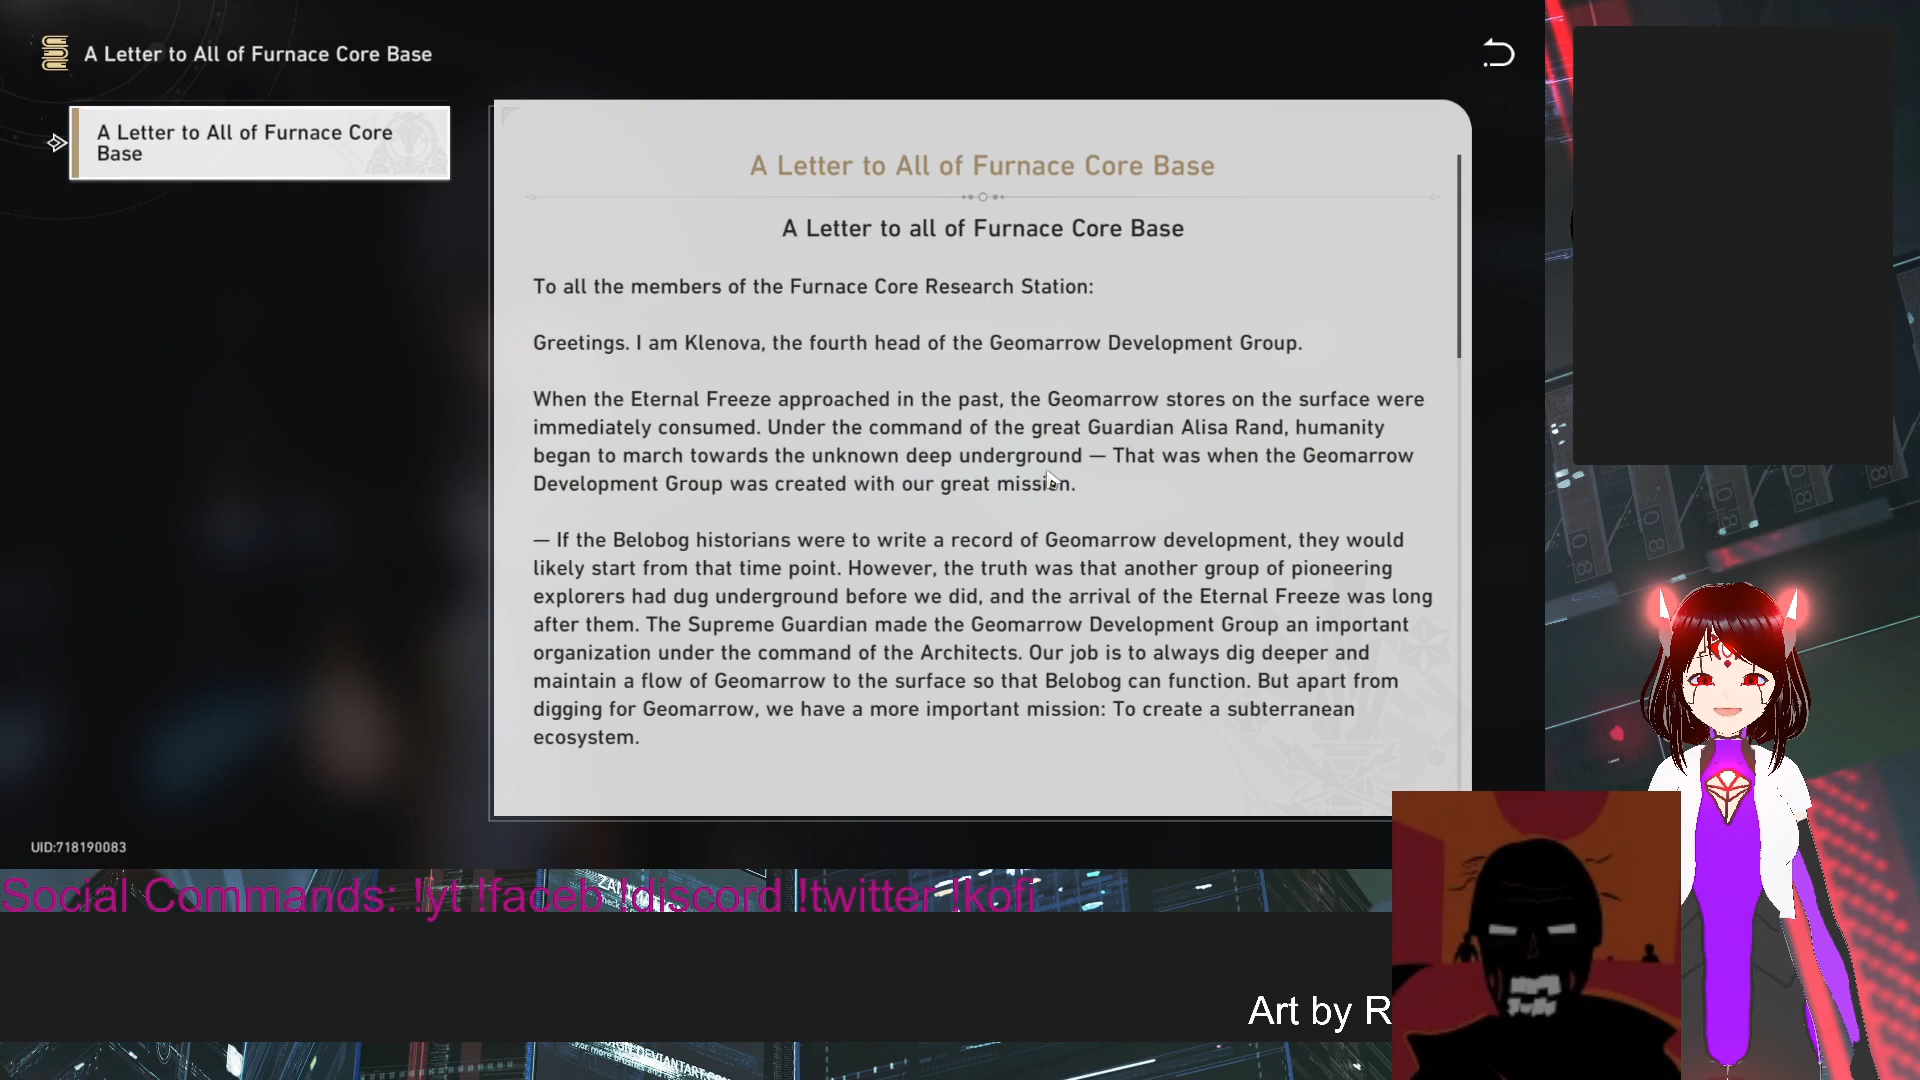 A Letter to All of Furnace Core Base
A Letter to All of Furnace Core
Base
A Letter to All of Furnace Core Base
A Letter to all of Furnace Core Base
To all the members of the Furnace Core Research Station:
Greetings. I am Klenova, the fourth head of the Geomarrow Development Group.
When the Eternal Freeze approached in the past, the Geomarrow stores on the surface were
immediately consumed. Under the command of the great Guardian Alisa Rand, humanity
began to march towards the unknown deep underground — That was when the Geomarrow
Development Group was created with our great mission.
— If the Belobog historians were to write a record of Geomarrow development, they would
likely start from that time point. However, the truth was that another group of pioneering
explorers had dug underground before we did, and the arrival of the Eternal Freeze was long
after them. The Supreme Guardian made the Geomarrow Development Group an important
organization under the command of the Architects. Our job is to always dig deeper and
maintain a flow of Geomarrow to the surface so that Belobog can function. But apart from
digging for Geomarrow, we have a more important mission: To create a subterranean
ecosystem.
UID:718190083
Social Commands: !yt !faceb !discord !twitter !kofi
Art by R